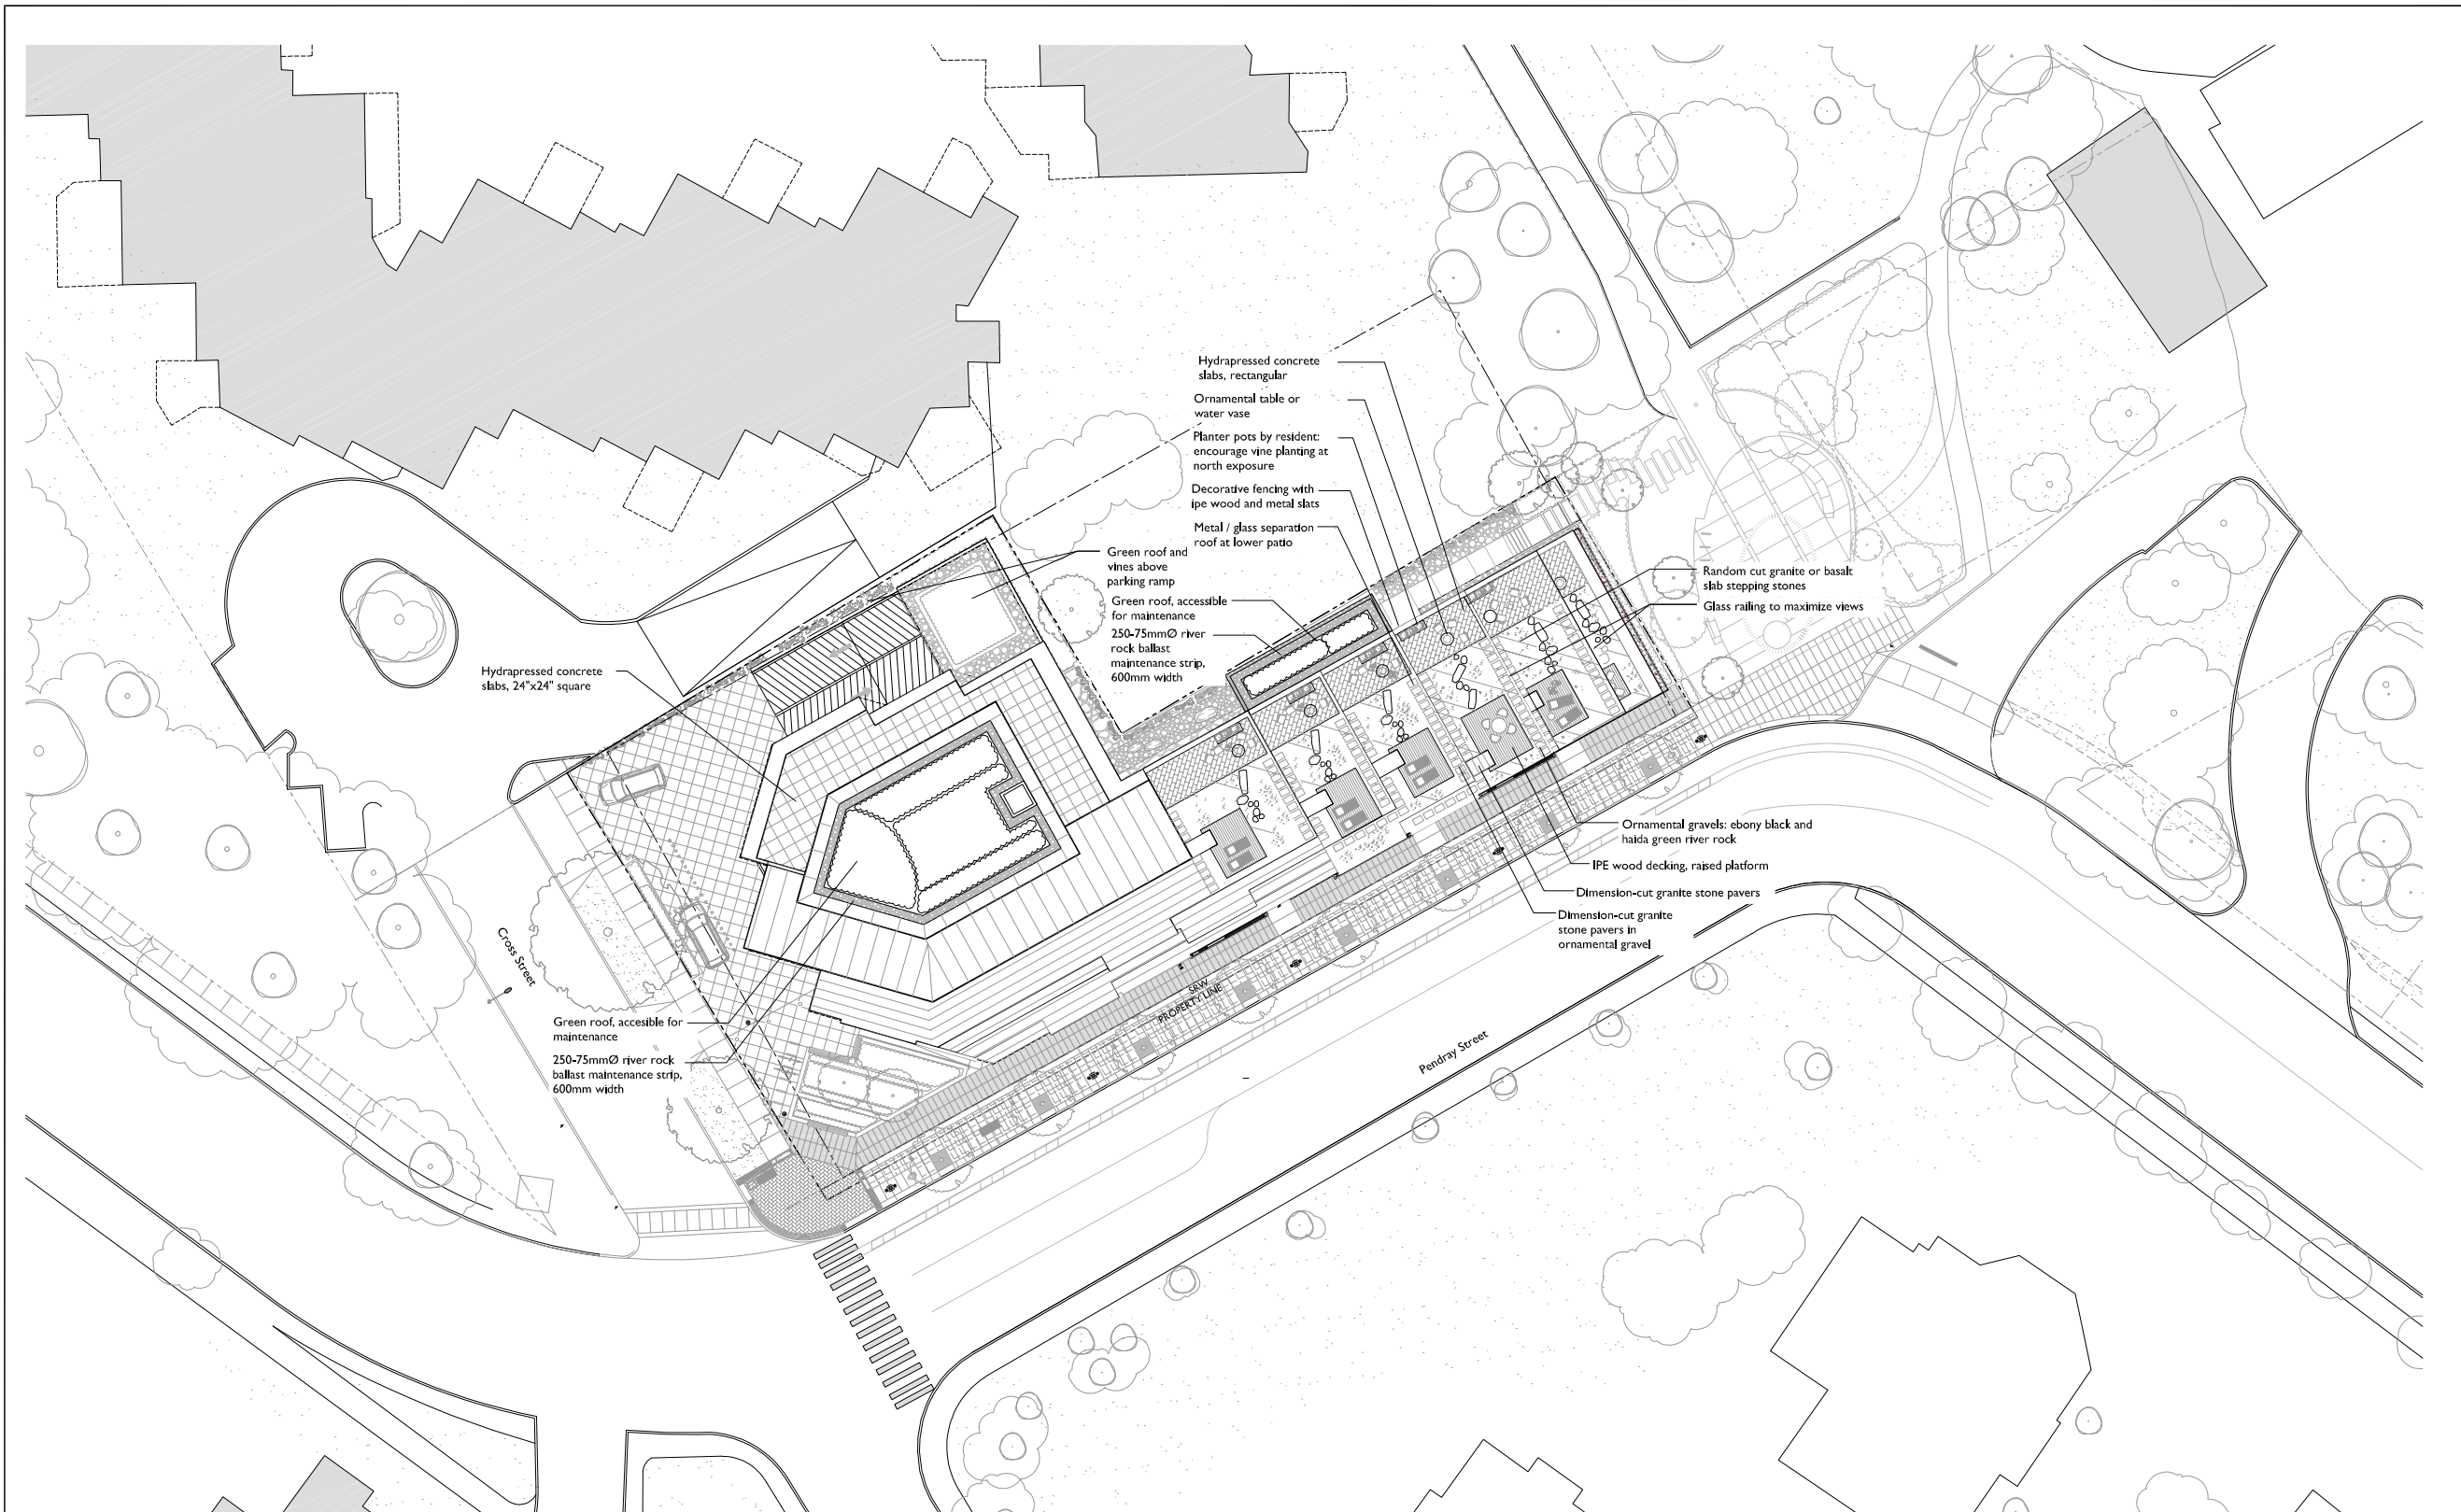 Hydrapressed concrete
slabs, rectangular
Ornamental table or
water vase
Planter pots by resident:
encourage vine planting at
north exposure
Decorative fencing with
ipe wood and metal slats
Metal / glass separation
roof at lower patio
Green roof and
vines above
parking ramp
Green roof, accessible
for maintenance
250-75mmØ river
rock ballast
maintenance strip,
600mm width
Random cut granite or basalt
slab stepping stones
Glass railing to maximize views
Hydrapressed concrete
slabs, 24"x24" square
Ornamental gravels: ebony black and
haida green river rock
IPE wood decking, raised platform
Dimension-cut granite stone pavers
Dimension-cut granite
stone pavers in
ornamental gravel
Cross Street
SRW
PROPERTY LINE
Green roof, accesible for
maintenance
250-75mmØ river rock
ballast maintenance strip,
600mm width
Pendray Street